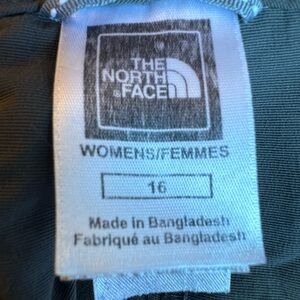 THE
NORTH
FACE
WOMENS/FEMMES
16
Made in Bangladesh
Fabriqué au Bangladesh